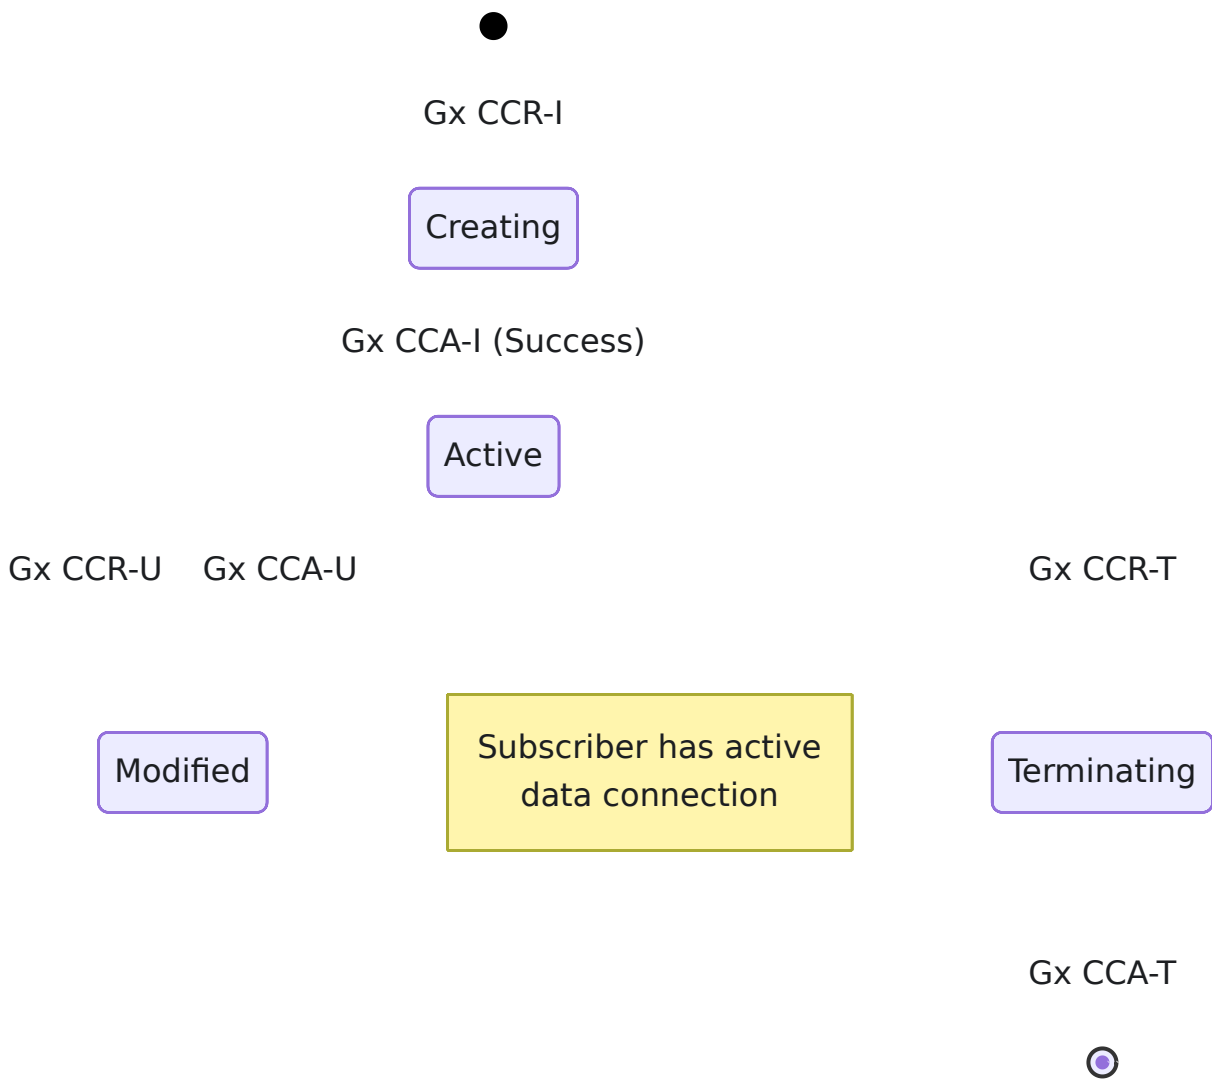 Gx CCR-I
Creating
Gx CCA-I (Success)
Active
Gx CCR-U
Gx CCA-U
Gx CCR-T
Modified
Subscriber has active
data connection
Terminating
Gx CCA-T